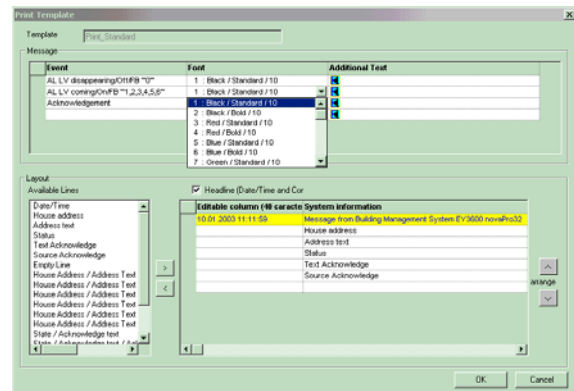 Print Template
Template
Print_Standard
Message
Event Font Additional Text
AL LV disappearing/Off/FB "0" 1 : Black / Standard / 10
AL LV coming/On/FB "1,2,3,4,5,6" 1 : Black / Standard / 10
Acknowledgement 1 : Black / Standard / 10
2 : Black / Bold / 10
3 : Red / Standard / 10
4 : Red / Bold / 10
5 : Blue / Standard / 10
6 : Blue / Bold / 10
7 : Green / Standard / 10
Layout
Available Lines
Headline (Date/Time and Cor
Date/Time
House address
Address text
Status
Text Acknowledge
Source Acknowledge
Empty Line
House Address / Address Text
House Address / Address Text
House Address / Address Text
House Address / Address Text
House Address / Address Text
State / Acknowledge text
>
<
Editable column (40 caracte System information
10.01.2003 11:11:59 Message from Building Management System EY3600 novaPro32
House address
Address text
Status
Text Acknowledge
Source Acknowledge
arrange
OK Cancel